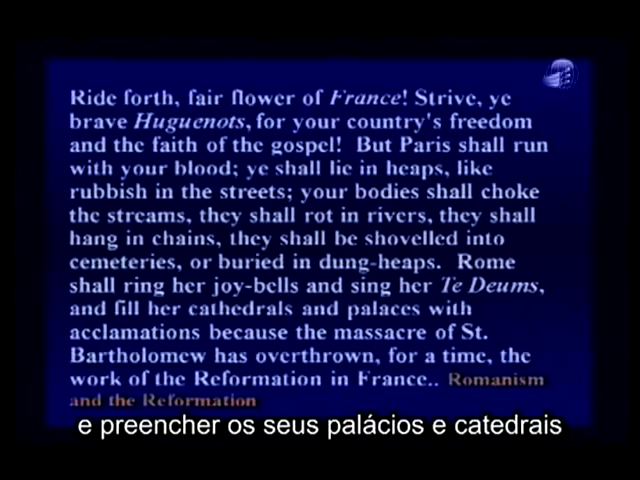 Ride forth, fair flower of France! Strive, ye
brave Huguenots, for your country's freedom
and the faith of the gospel!  But Paris shall run
with your blood; ye shall lie in heaps, like
rubbish in the streets; your bodies shall choke
the streams, they shall rot in rivers, they shall
hang in chains, they shall be shovelled into
cemeteries, or buried in dung-heaps.  Rome
shall ring her joy-bells and sing her Te Deums,
and fill her cathedrals and palaces with
acclamations because the massacre of St.
Bartholomew has overthrown, for a time, the
work of the Reformation in France.. Romanism
and the Reformation
e preencher os seus palácios e catedrais